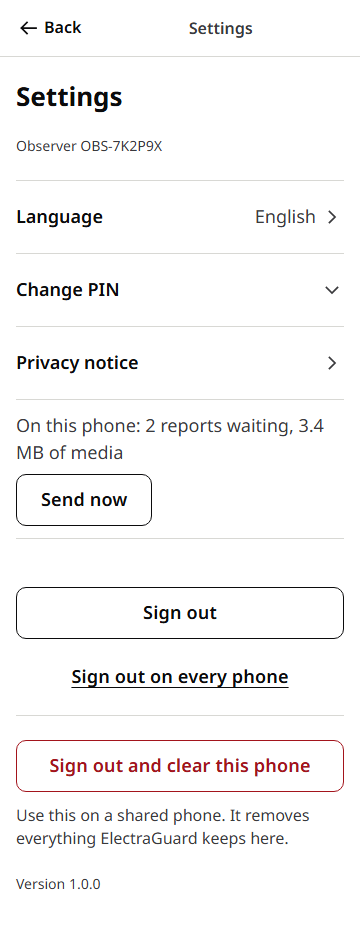 Back
Settings
Settings
Observer OBS-7K2P9X
Language
English
Change PIN
Privacy notice
On this phone: 2 reports waiting, 3.4
MB of media
Send now
Sign out
Sign out on every phone
Sign out and clear this phone
Use this on a shared phone. It removes
everything ElectraGuard keeps here.
Version 1.0.0